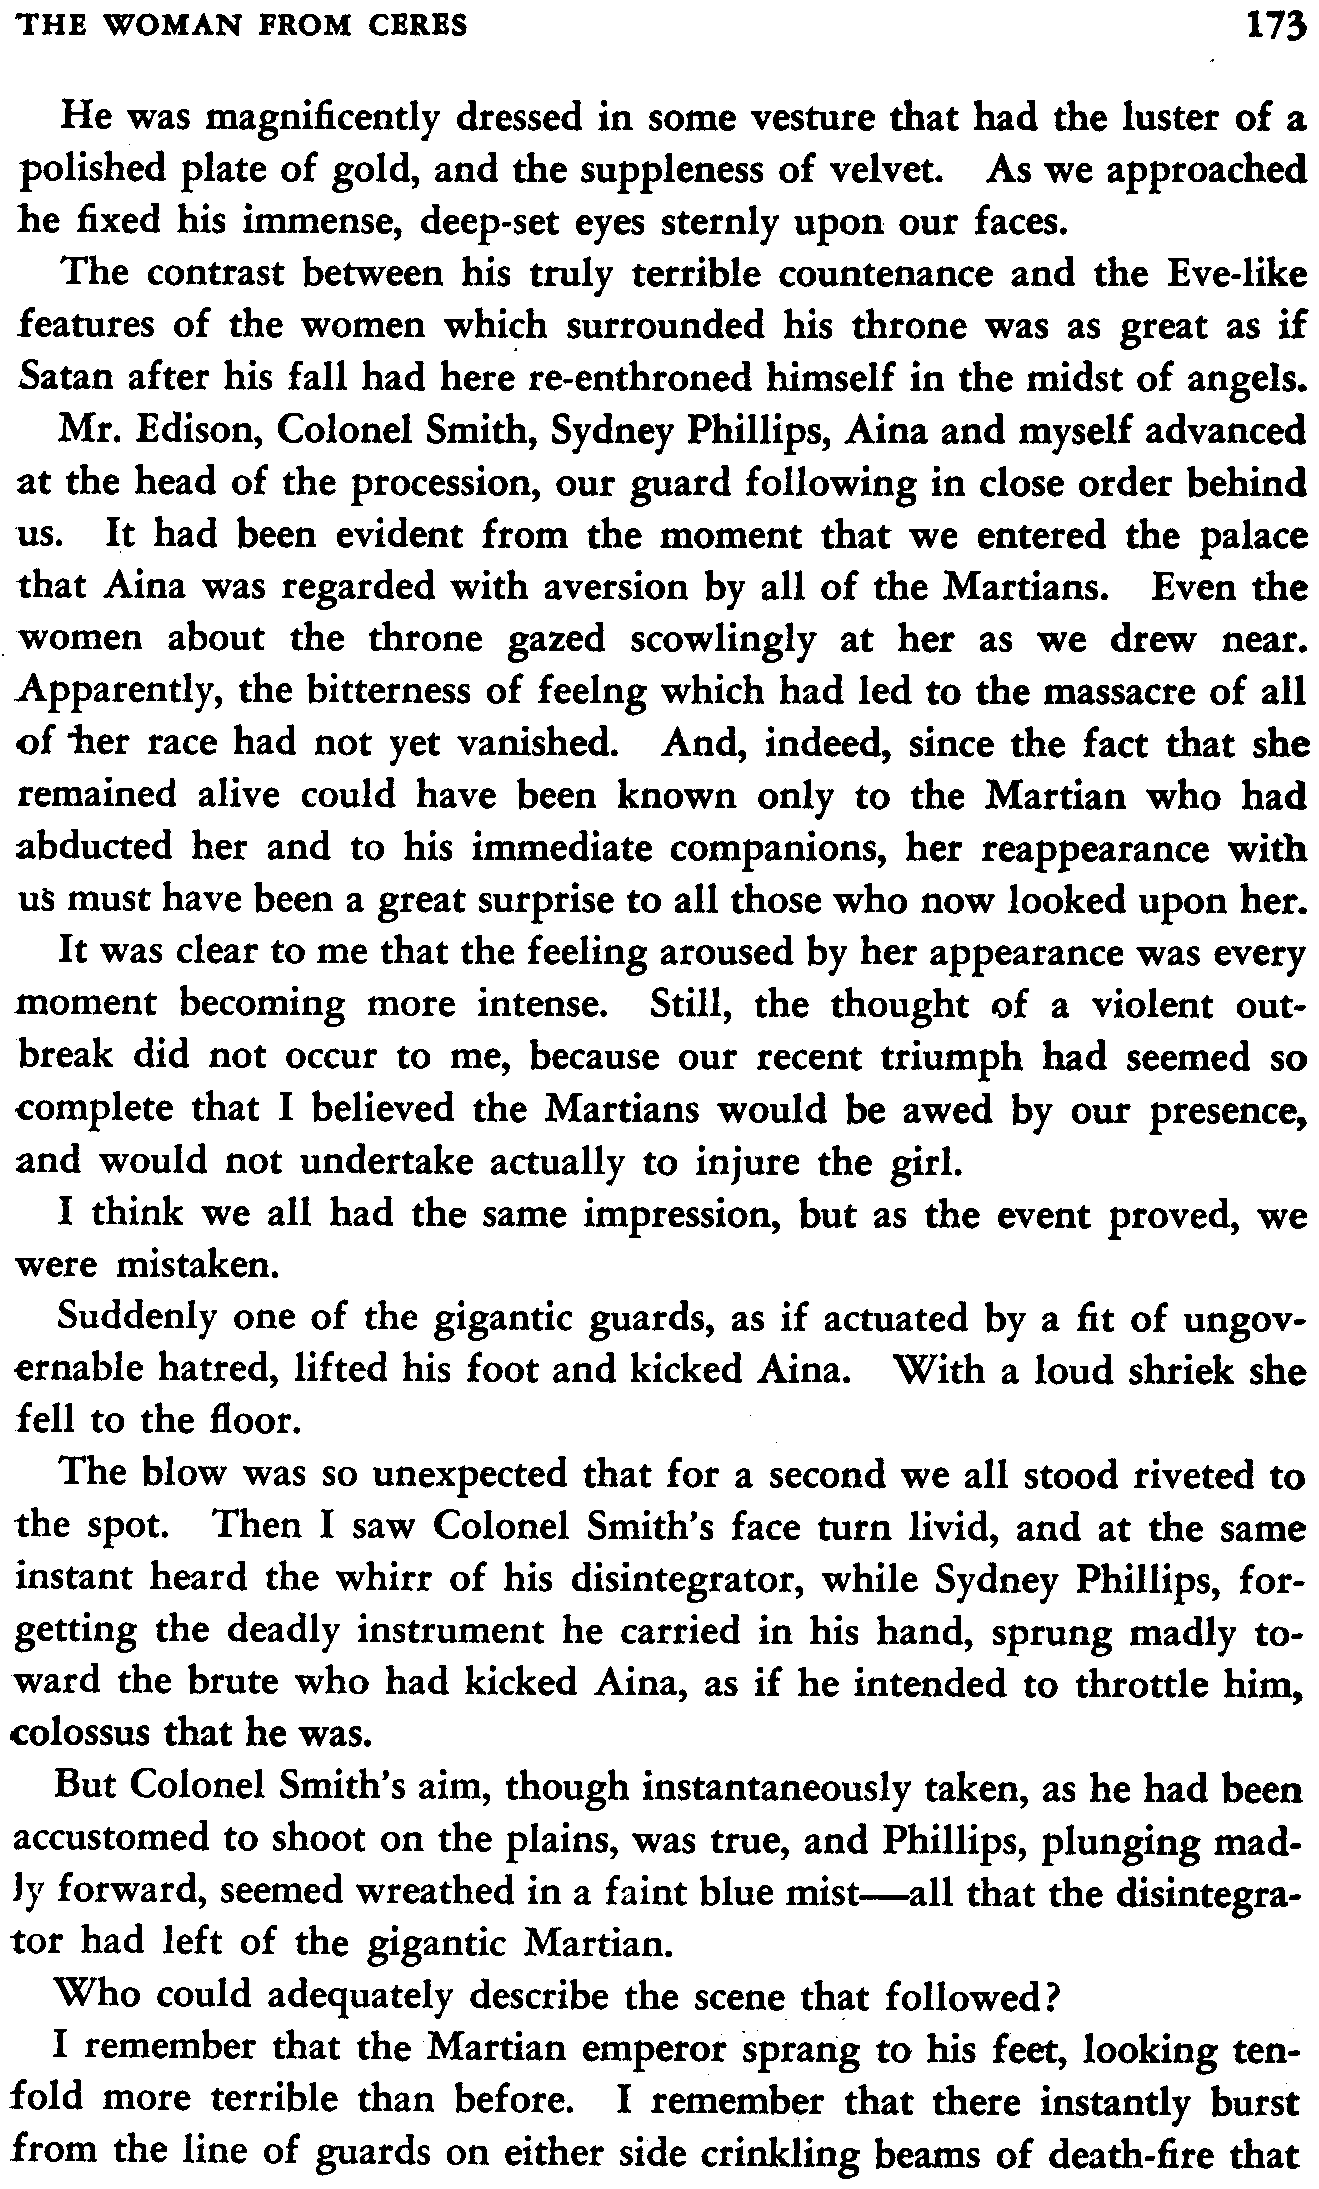 THE WOMAN FROM CERES 173
He was magnificently dressed in some vesture that had the luster of a
polished plate of gold, and the suppleness of velvet. As we approached
he fixed his immense, deep-set eyes sternly upon our faces.
The contrast between his truly terrible countenance and the Eve-like
features of the women which surrounded his throne was as great as if
Satan after his fall had here re-enthroned himself in the midst of angels.
Mr. Edison, Colonel Smith, Sydney Phillips, Aina and myself advanced
at the head of the procession, our guard following in close order behind
us. It had been evident from the moment that we entered the palace
that Aina was regarded with aversion by all of the Martians. Even the
women about the throne gazed scowlingly at her as we drew near.
Apparently, the bitterness of feelng which had led to the massacre of all
of her race had not yet vanished. And, indeed, since the fact that she
remained alive could have been known only to the Martian who had
abducted her and to his immediate companions, her reappearance with
us must have been a great surprise to all those who now looked upon her.
It was clear to me that the feeling aroused by her appearance was every
moment becoming more intense. Still, the thought of a violent out-
break did not occur to me, because our recent triumph had seemed so
complete that I believed the Martians would be awed by our presence,
and would not undertake actually to injure the girl.
I think we all had the same impression, but as the event proved, we
were mistaken.
Suddenly one of the gigantic guards, as if actuated by a fit of ungov-
ernable hatred, lifted his foot and kicked Aina. With a loud shriek she
fell to the floor.
The blow was so unexpected that for a second we all stood riveted to
the spot. Then I saw Colonel Smith's face turn livid, and at the same
instant heard the whirr of his disintegrator, while Sydney Phillips, for-
getting the deadly instrument he carried in his hand, sprung madly to-
ward the brute who had kicked Aina, as if he intended to throttle him,
colossus that he was.
But Colonel Smith's aim, though instantaneously taken, as he had been
accustomed to shoot on the plains, was true, and Phillips, plunging mad-
ly forward, seemed wreathed in a faint blue mist—all that the disintegra-
tor had left of the gigantic Martian.
Who could adequately describe the scene that followed?
I remember that the Martian emperor sprang to his feet, looking ten-
fold more terrible than before. I remember that there instantly burst
from the line of guards on either side crinkling beams of death-fire that